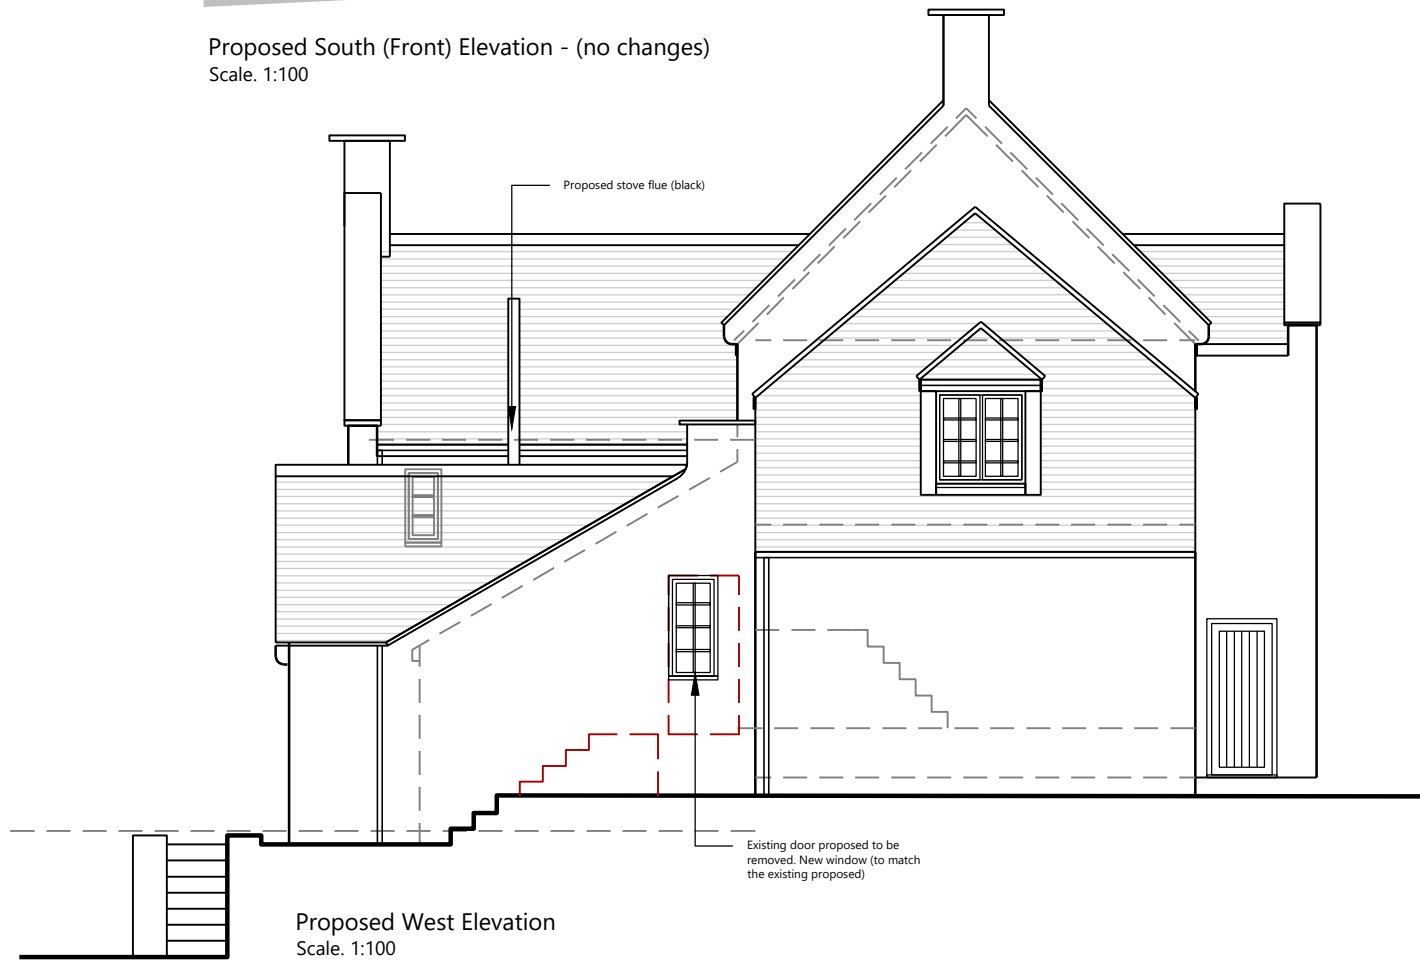 Proposed South (Front) Elevation - (no changes)
Scale. 1:100
Proposed stove flue (black)
Existing door proposed to be
removed. New window (to match
the existing proposed)
Proposed West Elevation
Scale. 1:100